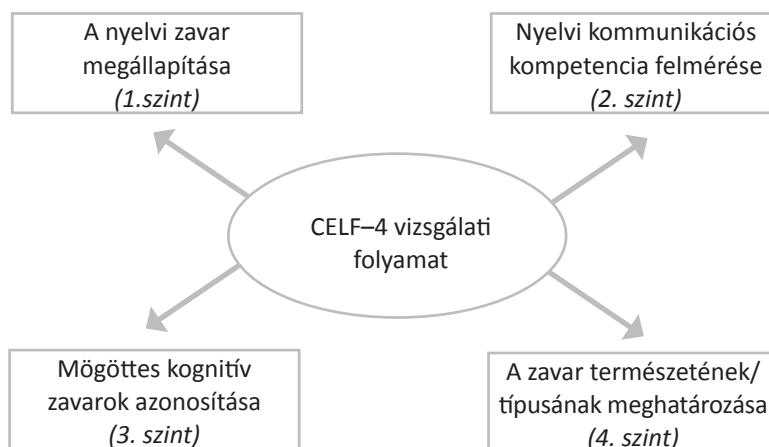 A nyelvi zavar
megállapítása
(1.szint)
Nyelvi kommunikációs
kompetencia felmérése
(2. szint)
CELF–4 vizsgálati
folyamat
Mögöttes kognitív
zavarok azonosítása
(3. szint)
A zavar természetének/
típusának meghatározása
(4. szint)